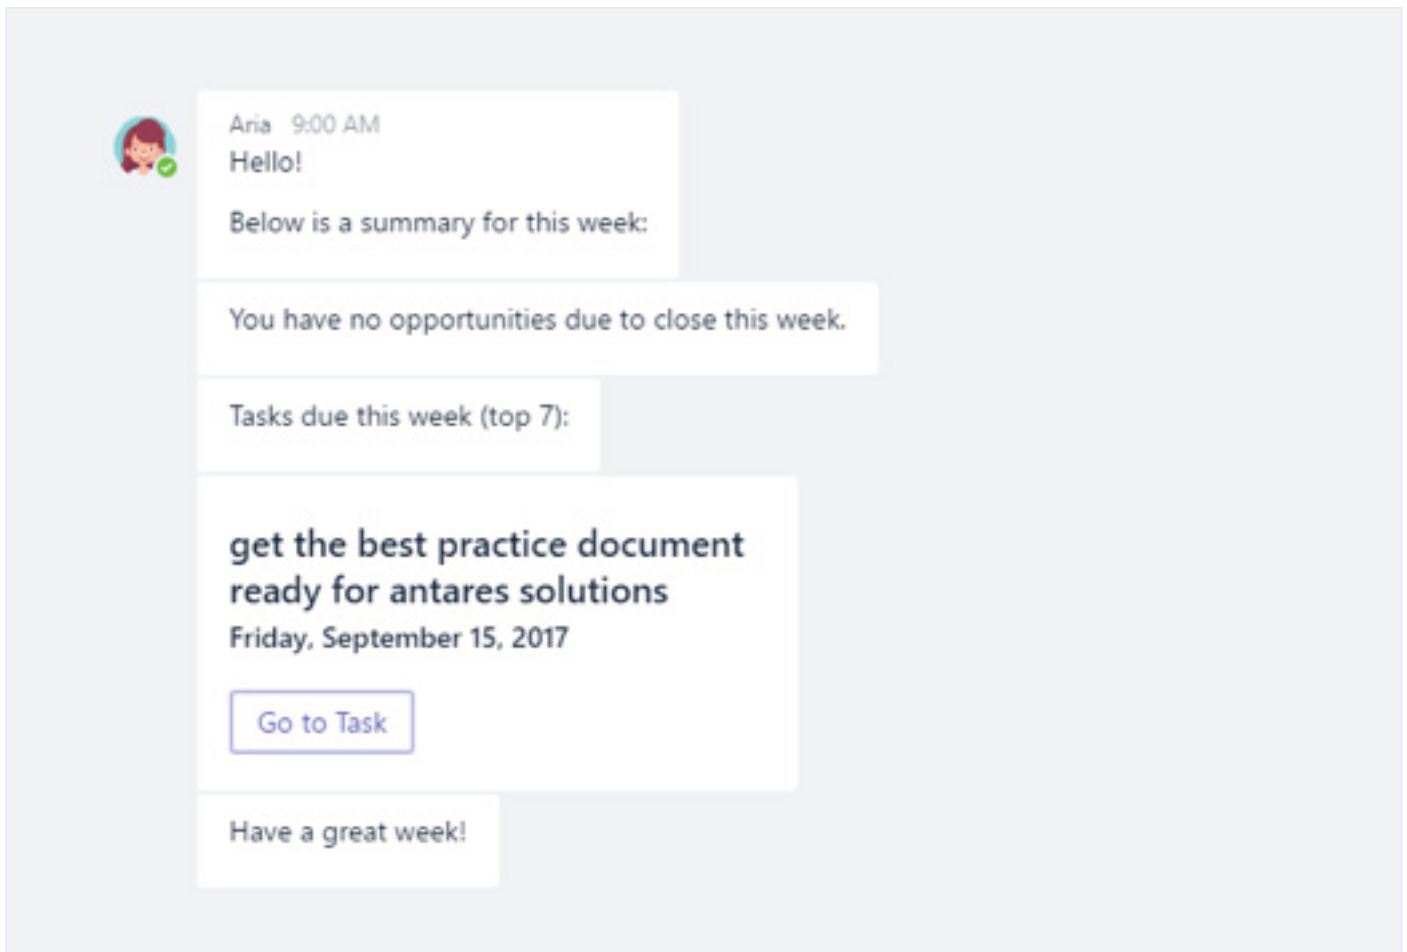 Aria 9:00 AM
Hello!
Below is a summary for this week:
You have no opportunities due to close this week.
Tasks due this week (top 7):
get the best practice document
ready for antares solutions
Friday, September 15, 2017
Go to Task
Have a great week!